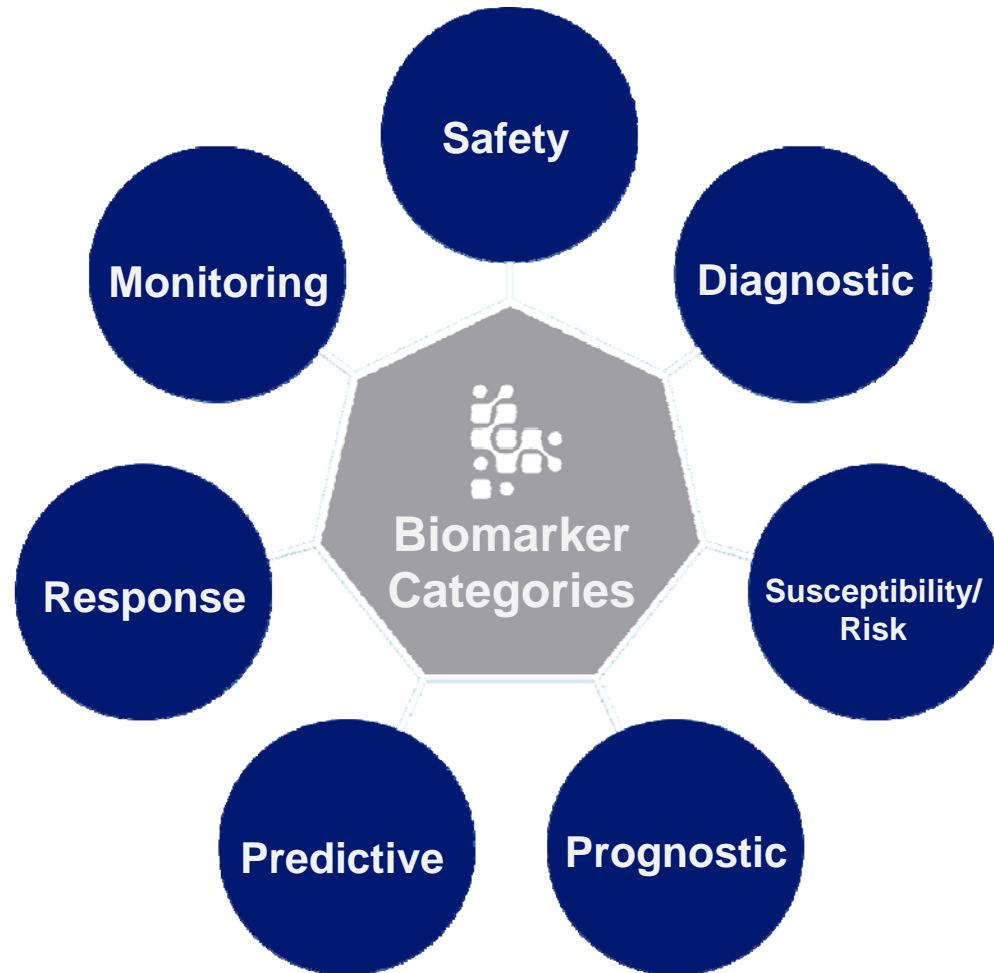 Safety
Monitoring
Diagnostic
Biomarker
Categories
Response
Susceptibility/
Risk
Predictive
Prognostic